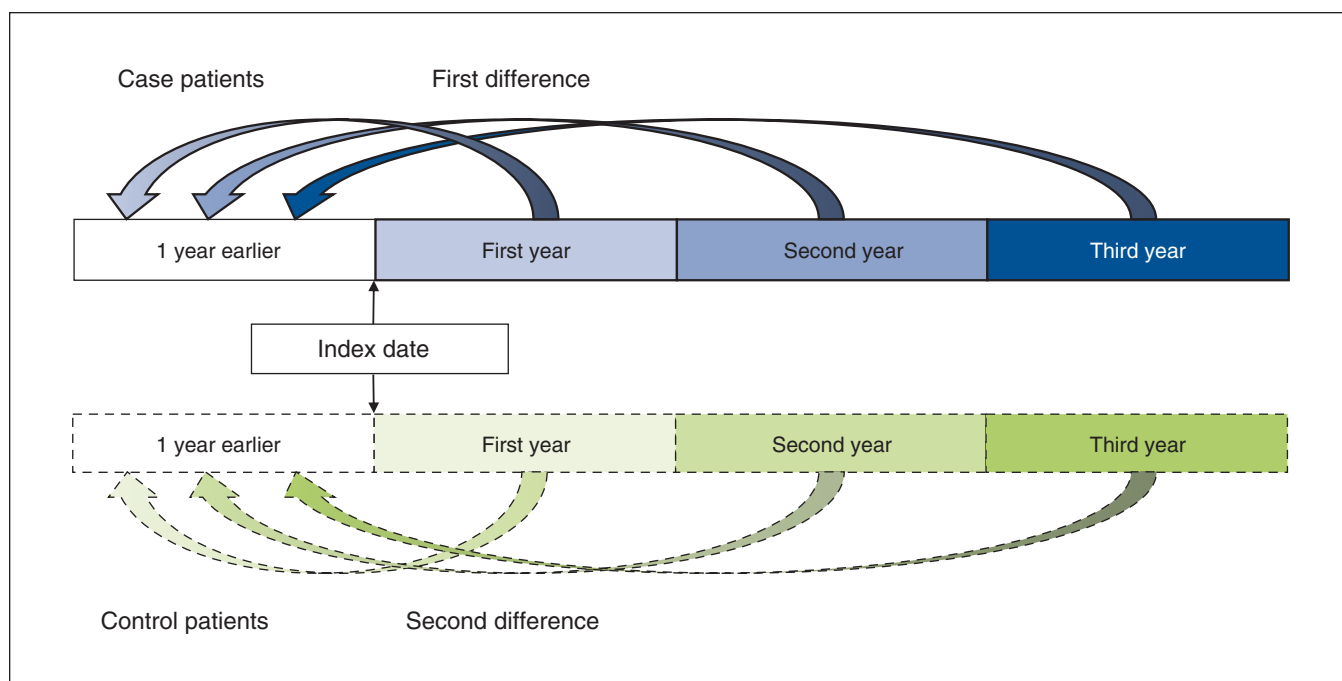 Case patients
First difference
1 year earlier
First year
Second year
Third year
Index date
1 year earlier
First year
Second year
Third year
Control patients
Second difference